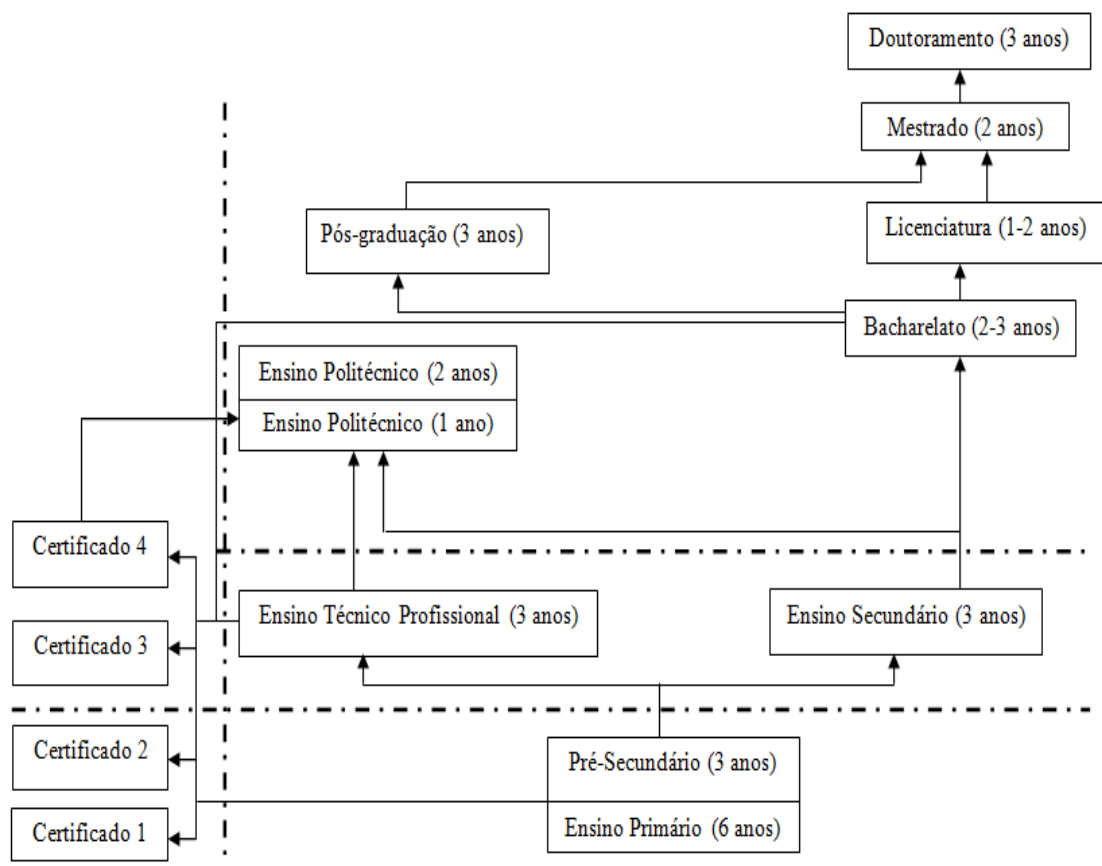 Doutoramento (3 anos)
Mestrado (2 anos)
Pós-graduação (3 anos)
Licenciatura (1-2 anos)
Bacharelato (2-3 anos)
Ensino Politécnico (2 anos)
Ensino Politécnico (1 ano)
Certificado 4
Ensino Técnico Profissional (3 anos)
Ensino Secundário (3 anos)
Certificado 3
Certificado 2
Pré-Secundário (3 anos)
Certificado 1
Ensino Primário (6 anos)